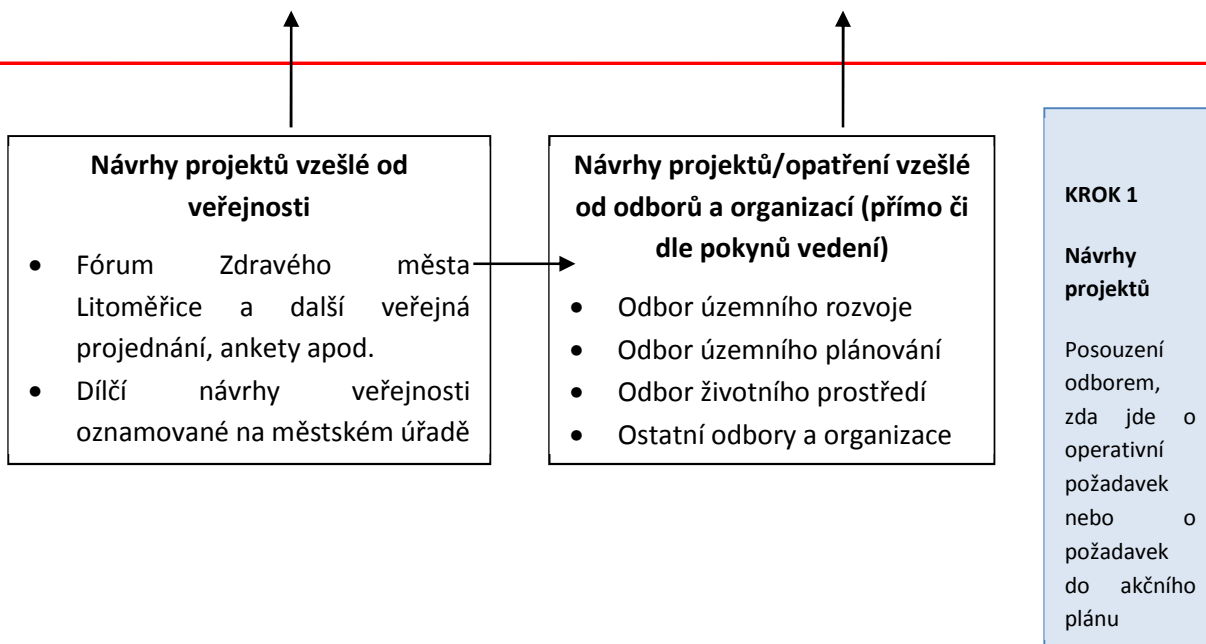 Návrhy projektů vzešlé od
veřejnosti
• Fórum Zdravého města
Litoměřice a další veřejná
projednání, ankety apod.
• Dílčí návrhy veřejnosti
oznamované na městském úřadě
Návrhy projektů/opatření vzešlé
od odborů a organizací (přímo či
dle pokynů vedení)
• Odbor územního rozvoje
• Odbor územního plánování
• Odbor životního prostředí
• Ostatní odbory a organizace
KROK 1
Návrhy
projektů
Posouzení
odborem,
zda jde o
operativní
požadavek
nebo o
požadavek
do akčního
plánu